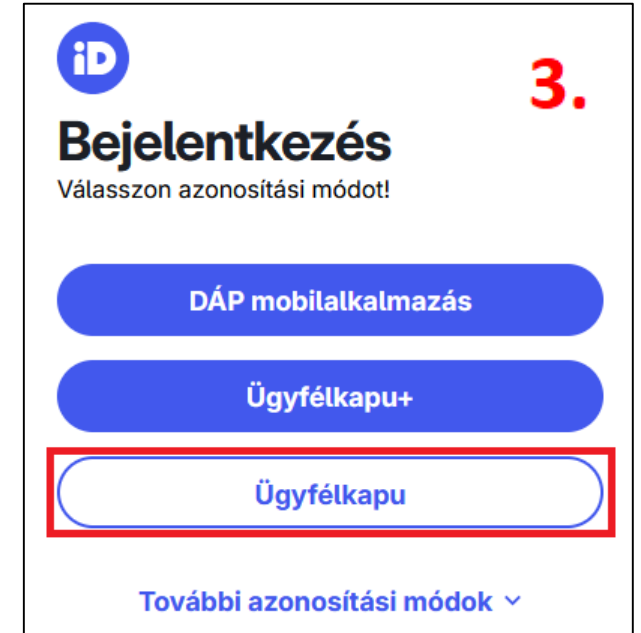 iD
3.
Bejelentkezés
Válasszon azonosítási módot!
DÁP mobilalkalmazás
Ügyfélkapu+
Ügyfélkapu
További azonosítási módok